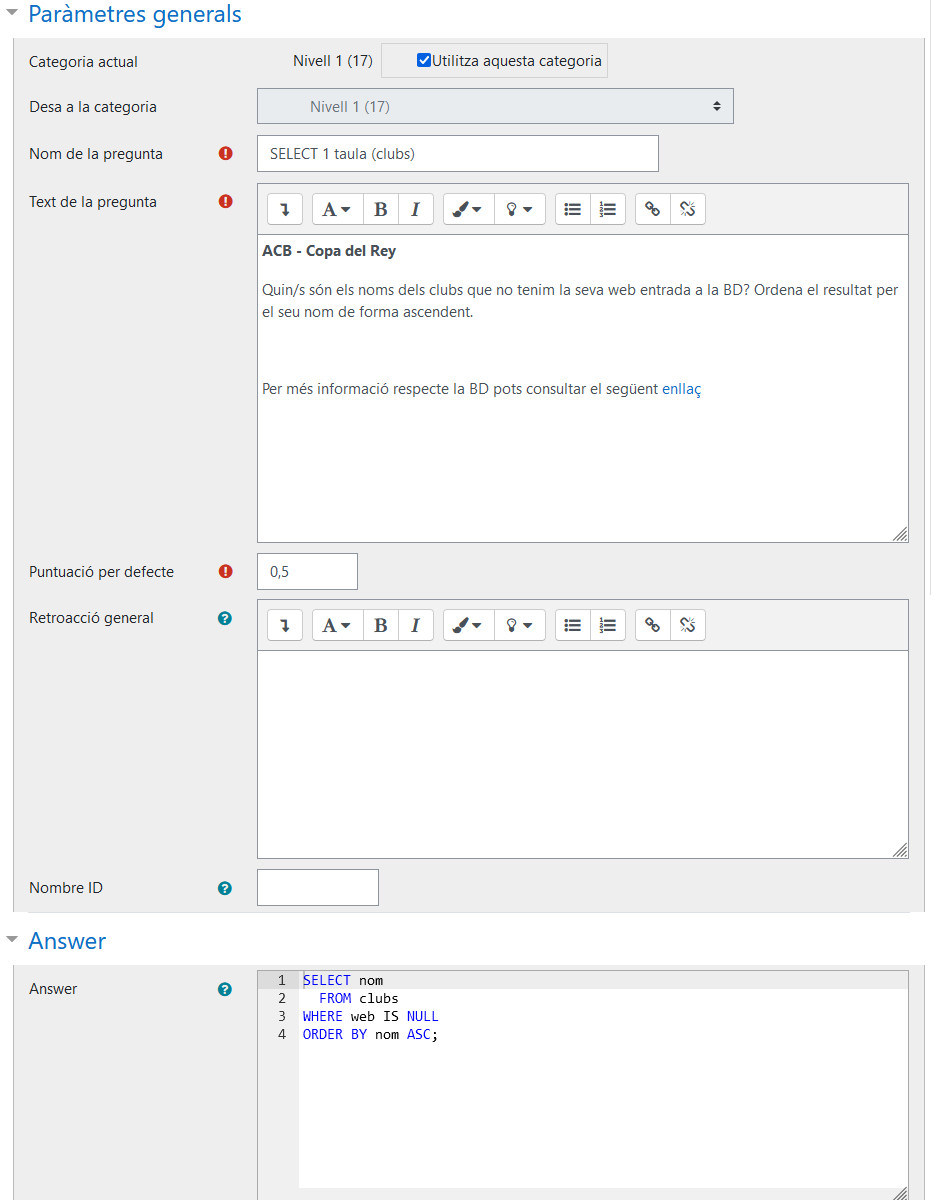 Paràmetres generals
Categoria actual
Nivell 1 (17)
Utilitza aquesta categoria
Desa a la categoria
Nivell 1 (17)
Nom de la pregunta
SELECT 1 taula (clubs)
Text de la pregunta
A B I
ACB - Copa del Rey
Quin/s són els noms dels clubs que no tenim la seva web entrada a la BD? Ordena el resultat per
el seu nom de forma ascendent.
Per més informació respecte la BD pots consultar el següent enllaç
Puntuació per defecte
0,5
Retroacció general
A B I
Nombre ID
Answer
Answer
1 SELECT nom
2 FROM clubs
3 WHERE web IS NULL
4 ORDER BY nom ASC;